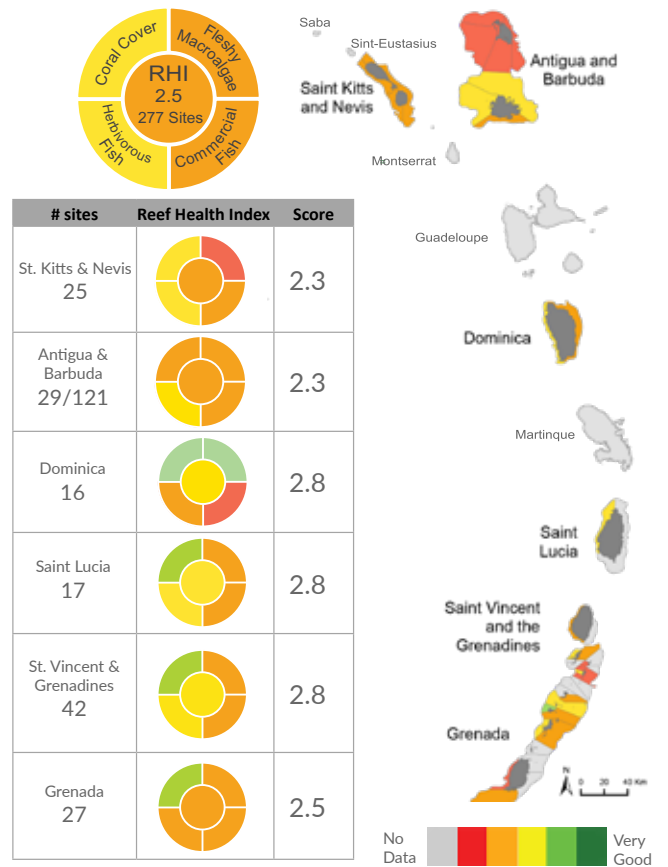 Coral Cover
Fleshy
Macroalgae
Herbivorous
Fish
Commercial
Fish
RHI
2.5
277 Sites
Saba
Sint-Eustasius
Saint Kitts
and Nevis
Antigua and
Barbuda
Montserrat
Guadeloupe
Dominica
Martinque
Saint
Lucia
Saint Vincent
and the
Grenadines
Grenada
N
0 20 40 Km
# sites Reef Health Index Score
St. Kitts & Nevis
25
2.3
Antigua &
Barbuda
29/121
2.3
Dominica
16
2.8
Saint Lucia
17
2.8
St. Vincent &
Grenadines
42
2.8
Grenada
27
2.5
No
Data
Very
Good